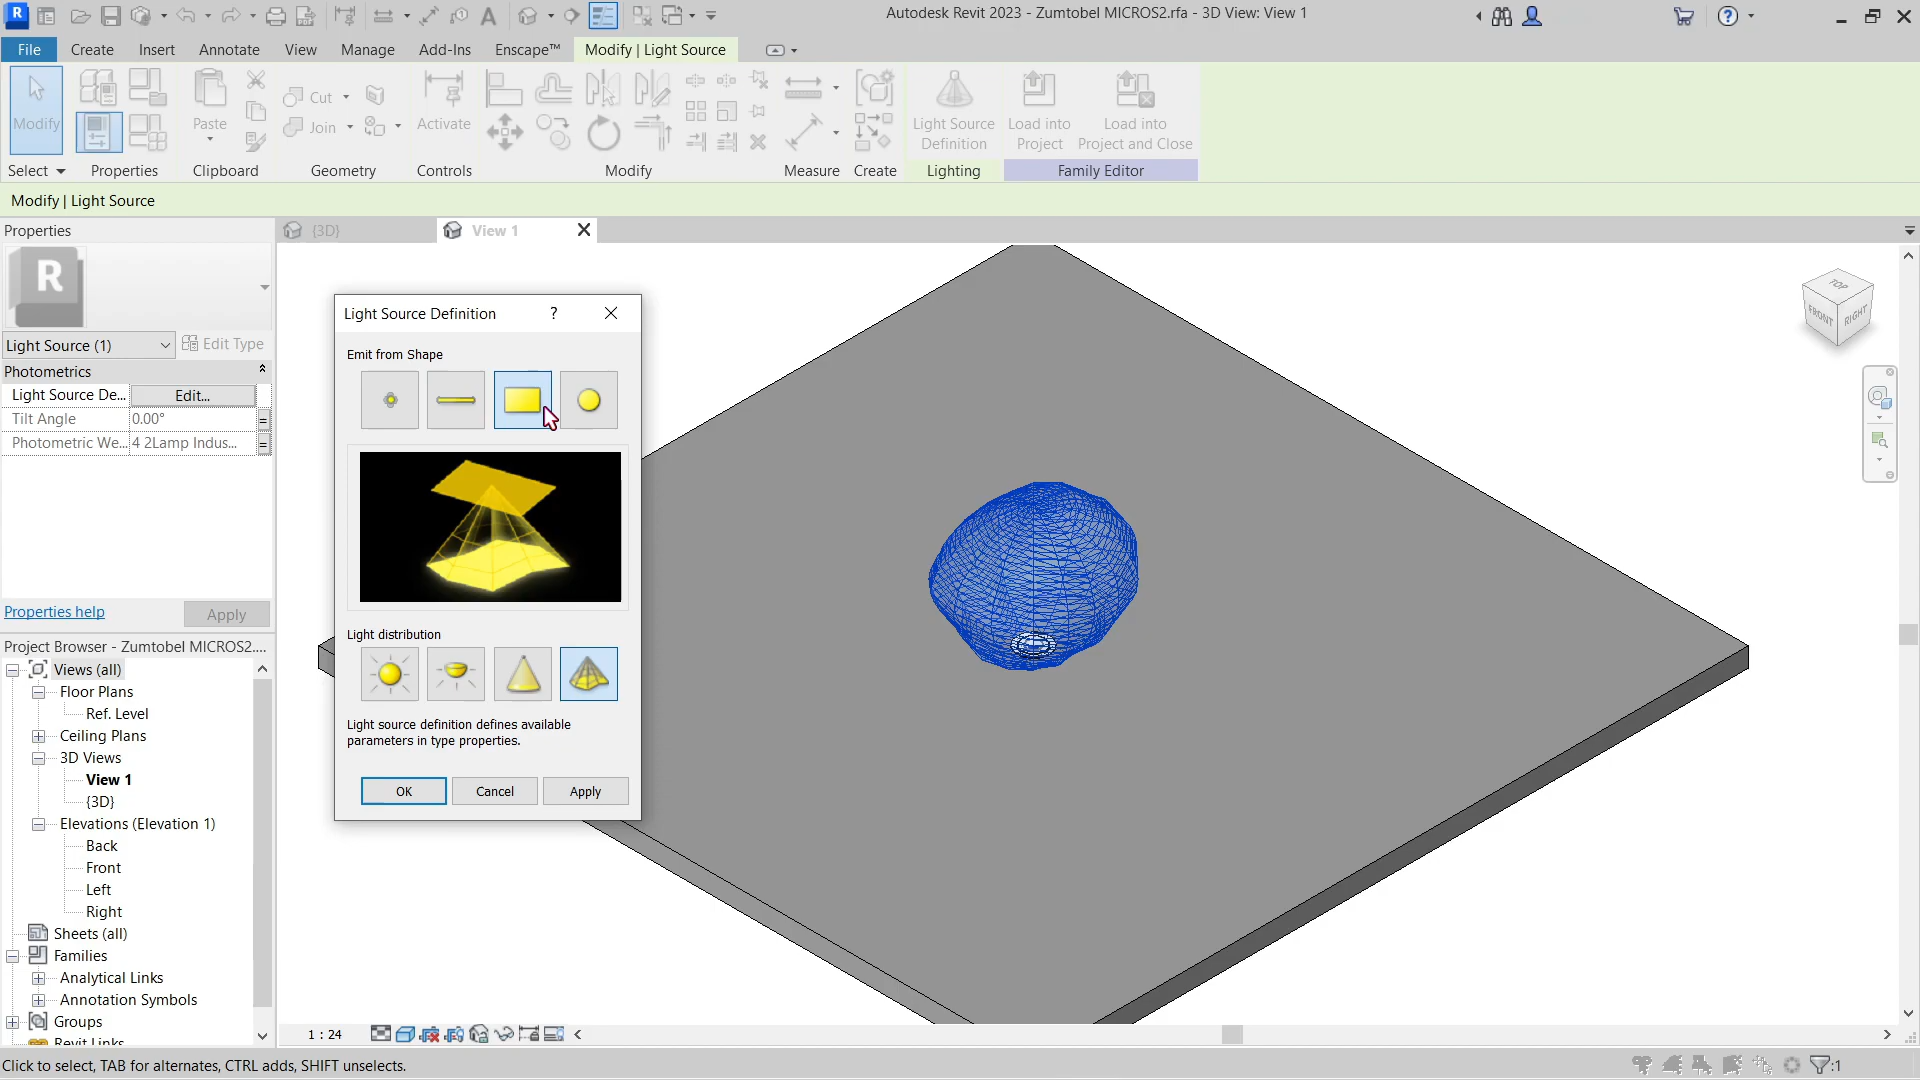 Autodesk Revit 2023 - Zumtobel MICROS2.rfa - 3D View: View 1
File
Create
Insert
Annotate
View
Manage
Add-Ins
Enscape™
Modify | Light Source
Modify
Paste
Cut
Join
Activate
Light Source
Definition
Load into
Project
Load into
Project and Close
Select
Properties
Clipboard
Geometry
Controls
Modify
Measure
Create
Lighting
Family Editor
Modify | Light Source
Properties
{3D}
View 1
R
Light Source (1)
Edit Type
Photometrics
Light Source De...
Edit...
Tilt Angle
0.00°
Photometric We...
4 2Lamp Indus...
Properties help
Apply
Project Browser - Zumtobel MICROS2....
Views (all)
Floor Plans
Ref. Level
Ceiling Plans
3D Views
View 1
{3D}
Elevations (Elevation 1)
Back
Front
Left
Right
Sheets (all)
Families
Analytical Links
Annotation Symbols
Groups
Revit Links
Light Source Definition
?
Emit from Shape
Light distribution
Light source definition defines available
parameters in type properties.
OK
Cancel
Apply
TOP
FRONT
RIGHT
1 : 24
Click to select, TAB for alternates, CTRL adds, SHIFT unselects.
:1